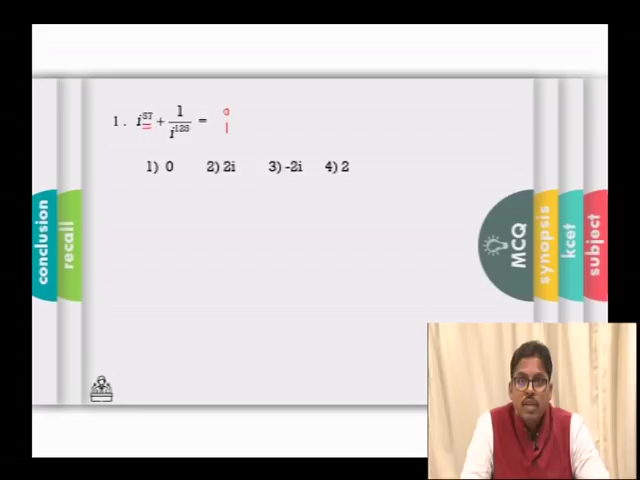 1. i^57 + 1/i^125 = i
1) 0 2) 2i 3) -2i 4) 2
conclusion
recall
MCQ
synopsis
kcet
subject